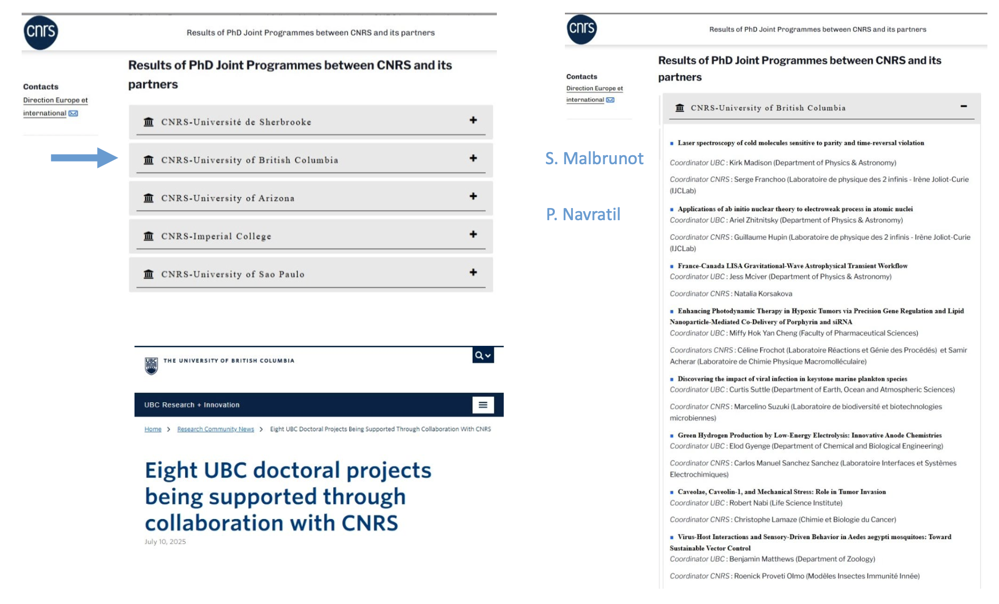 cnrs
Results of PhD Joint Programmes between CNRS and its partners
Results of PhD Joint Programmes between CNRS and its
partners
Contacts
Direction Europe et
international
CNRS-Université de Sherbrooke
CNRS-University of British Columbia
CNRS-University of Arizona
CNRS-Imperial College
CNRS-University of Sao Paulo
UBC
THE UNIVERSITY OF BRITISH COLUMBIA
UBC Research + Innovation
Home > Research Community News > Eight UBC Doctoral Projects Being Supported Through Collaboration With CNRS
Eight UBC doctoral projects
being supported through
collaboration with CNRS
July 10, 2025
cnrs
Results of PhD Joint Programmes between CNRS and its partners
Results of PhD Joint Programmes between CNRS and its
partners
Contacts
Direction Europe et
international
S. Malbrunot
P. Navratil
CNRS-University of British Columbia
Laser spectroscopy of cold molecules sensitive to parity and time-reversal violation
Coordinator UBC : Kirk Madison (Department of Physics & Astronomy)
Coordinator CNRS : Serge Franchoo (Laboratoire de physique des 2 infinis - Irène Joliot-Curie
(IJCLab)
Applications of ab initio nuclear theory to electroweak process in atomic nuclei
Coordinator UBC : Ariel Zhitnitsky (Department of Physics & Astronomy)
Coordinator CNRS : Guillaume Hupin (Laboratoire de physique des 2 infinis - Irène Joliot-Curie
(IJCLab)
France-Canada LISA Gravitational-Wave Astrophysical Transient Workflow
Coordinator UBC : Jess Mciver (Department of Physics & Astronomy)
Coordinator CNRS : Natalia Korsakova
Enhancing Photodynamic Therapy in Hypoxic Tumors via Precision Gene Regulation and Lipid
Nanoparticle-Mediated Co-Delivery of Porphyrin and siRNA
Coordinator UBC : Miffy Hok Yan Cheng (Faculty of Pharmaceutical Sciences)
Coordinators CNRS : Céline Frochot (Laboratoire Réactions et Génie des Procédés) et Samir
Acherar (Laboratoire de Chimie Physique Macromolléculaire)
Discovering the impact of viral infection in keystone marine plankton species
Coordinator UBC : Curtis Suttle (Department of Earth, Ocean and Atmospheric Sciences)
Coordinator CNRS : Marcelino Suzuki (Laboratoire de biodiversité et biotechnologies
microbiennes)
Green Hydrogen Production by Low-Energy Electrolysis: Innovative Anode Chemistries
Coordinator UBC : Elod Gyenge (Department of Chemical and Biological Engineering)
Coordinator CNRS : Carlos Manuel Sanchez Sanchez (Laboratoire Interfaces et Systèmes
Electrochimiques)
Caveolae, Caveolin-1, and Mechanical Stress: Role in Tumor Invasion
Coordinator UBC : Robert Nabi (Life Science Institute)
Coordinator CNRS : Christophe Lamaze (Chimie et Biologie du Cancer)
Virus-Host Interactions and Sensory-Driven Behavior in Aedes aegypti mosquitoes: Toward
Sustainable Vector Control
Coordinator UBC : Benjamin Matthews (Department of Zoology)
Coordinator CNRS : Roenick Proveti Olmo (Modèles Insectes Immunité Innée)